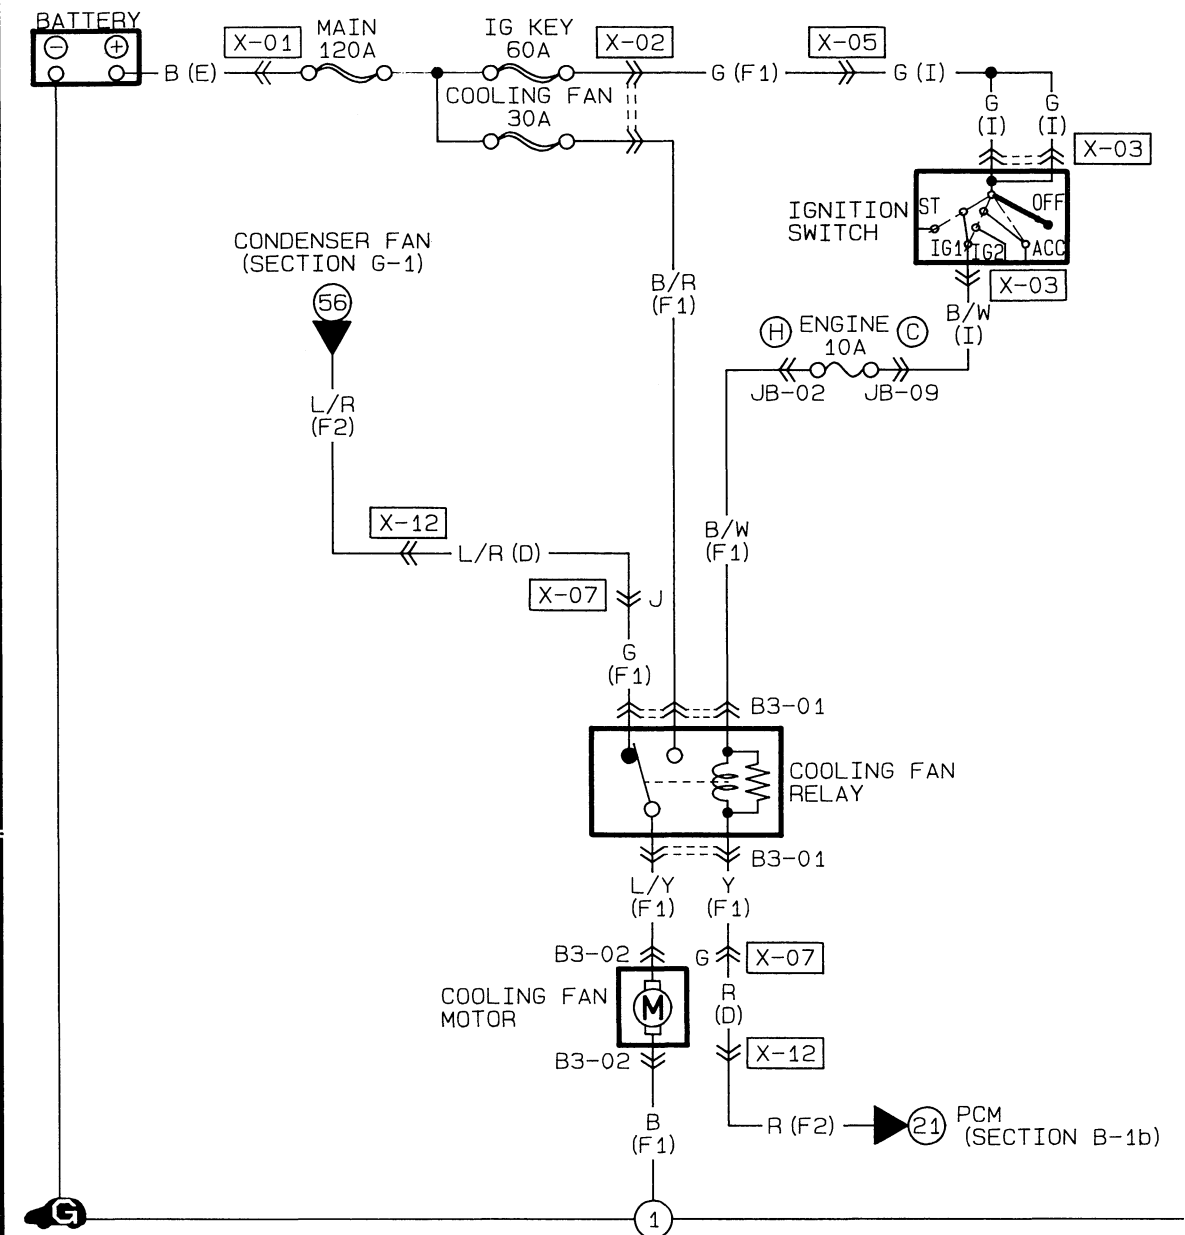 BATTERY
- +
B (E)
X-01
MAIN
120A
IG KEY
60A
X-02
G (F1)
X-05
G (I)
COOLING FAN
30A
G
(I)
G
(I)
X-03
IGNITION
SWITCH
ST
OFF
IG1
IG2
ACC
X-03
B/W
(I)
CONDENSER FAN
(SECTION G-1)
56
B/R
(F1)
H
ENGINE
10A
C
JB-02
JB-09
L/R
(F2)
X-12
L/R (D)
B/W
(F1)
X-07
J
G
(F1)
B3-01
COOLING FAN
RELAY
B3-01
L/Y
(F1)
Y
(F1)
B3-02
G
X-07
COOLING FAN
MOTOR
M
R
(D)
B3-02
X-12
B
(F1)
R (F2)
21
PCM
(SECTION B-1b)
G
1